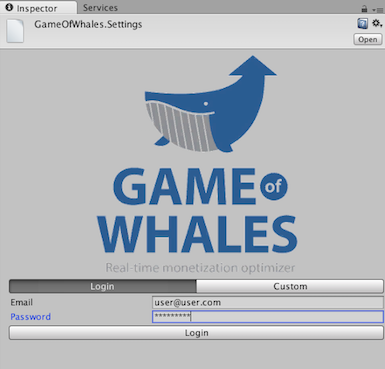 Inspector
Services
GameOfWhales.Settings
Open
GAME of
WHALES
Real-time monetization optimizer
Login
Custom
Email
user@user.com
Password
*********
Login